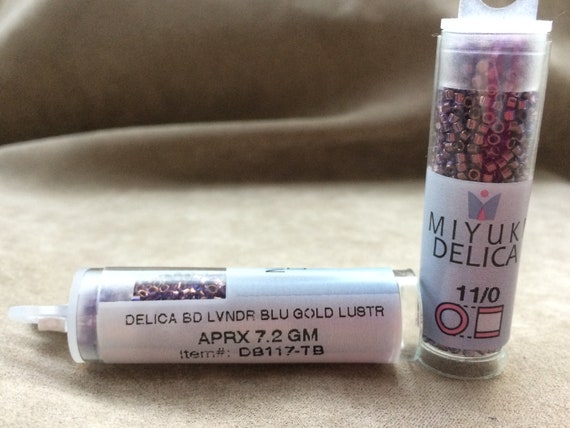 DELICA BD LVNDR BLU GOLD LUSTR
APRX 7.2 GM
Item#: DB117-TB
MIYUKI
DELICA
11/0